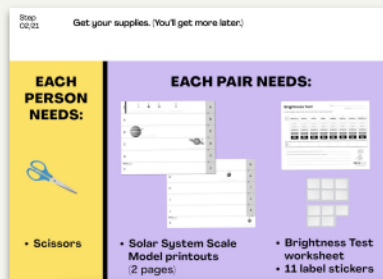 Step
02/21
Get your supplies. (You'll get more later.)
EACH
PERSON
NEEDS:
• Scissors
EACH PAIR NEEDS:
• Solar System Scale
Model printouts
(2 pages)
Brightness Test
• Brightness Test
worksheet
• 11 label stickers